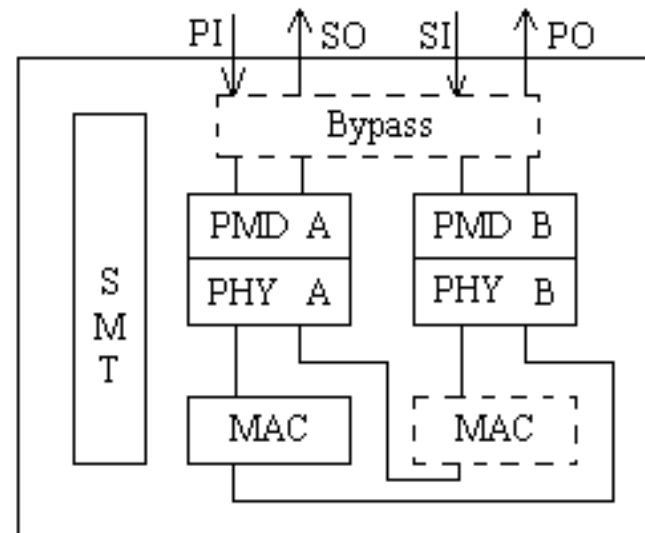 PI SO SI PO
Bypass
PMD A PMD B
PHY A PHY B
S
M
T
MAC MAC